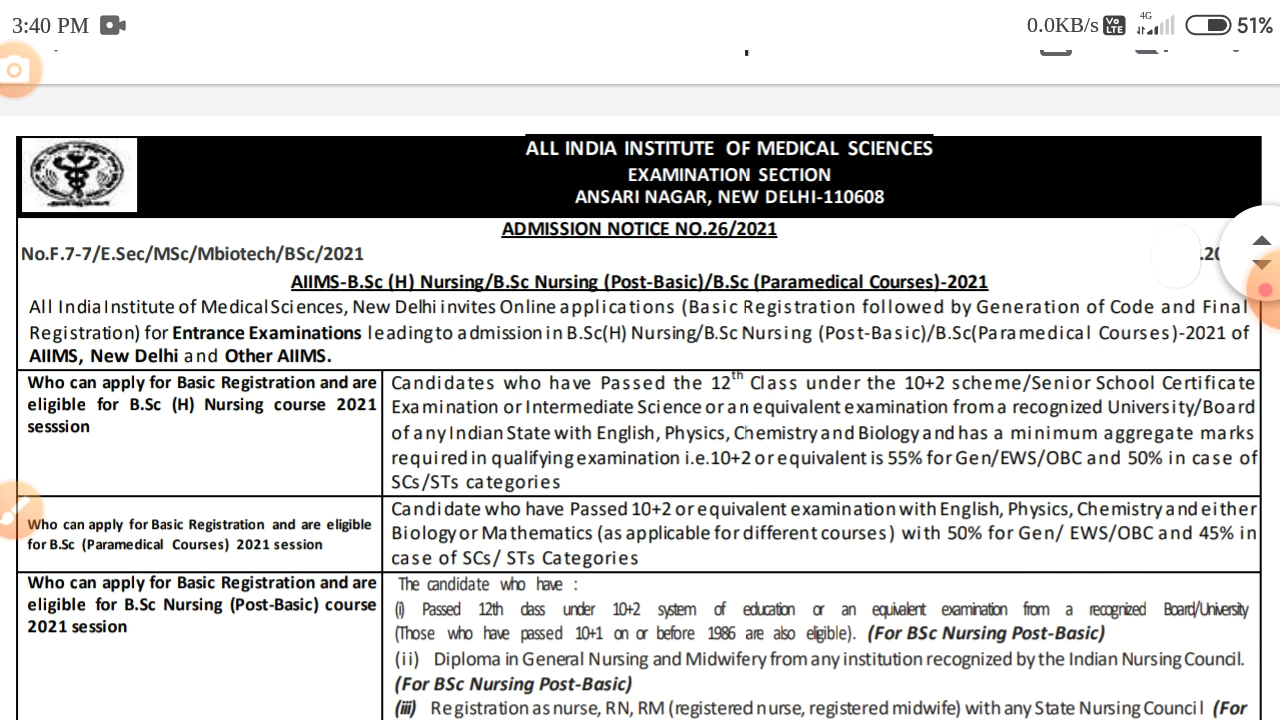 3:40 PM
0.0KB/s
Vo LTE
4G
51%
ALL INDIA INSTITUTE OF MEDICAL SCIENCES
EXAMINATION SECTION
ANSARI NAGAR, NEW DELHI-110608
ADMISSION NOTICE NO.26/2021
No.F.7-7/E.Sec/MSc/Mbiotech/BSc/2021
AIIMS-B.Sc (H) Nursing/B.Sc Nursing (Post-Basic)/B.Sc (Paramedical Courses)-2021
All India Institute of Medical Sciences, New Delhi invites Online applications (Basic Registration followed by Generation of Code and Final
Registration) for Entrance Examinations leading to admission in B.Sc(H) Nursing/B.Sc Nursing (Post-Basic)/B.Sc(Paramedical Courses)-2021 of
AIIMS, New Delhi and Other AIIMS.
Who can apply for Basic Registration and are
eligible for B.Sc (H) Nursing course 2021
sesssion
Candidates who have Passed the 12th Class under the 10+2 scheme/Senior School Certificate
Examination or Intermediate Science or an equivalent examination from a recognized University/Board
of any Indian State with English, Physics, Chemistry and Biology and has a minimum aggregate marks
required in qualifying examination i.e.10+2 or equivalent is 55% for Gen/EWS/OBC and 50% in case of
SCs/STs categories
Who can apply for Basic Registration and are eligible
for B.Sc (Paramedical Courses) 2021 session
Candidate who have Passed 10+2 or equivalent examination with English, Physics, Chemistry and either
Biology or Mathematics (as applicable for different courses) with 50% for Gen/ EWS/OBC and 45% in
case of SCs/ STs Categories
Who can apply for Basic Registration and are
eligible for B.Sc Nursing (Post-Basic) course
2021 session
The candidate who have :
(i) Passed 12th class under 10+2 system of education or an equivalent examination from a recognized Board/University
(Those who have passed 10+1 on or before 1986 are also eligible). (For BSc Nursing Post-Basic)
(ii) Diploma in General Nursing and Midwifery from any institution recognized by the Indian Nursing Council.
(For BSc Nursing Post-Basic)
(iii) Registration as nurse, RN, RM (registered nurse, registered midwife) with any State Nursing Council (For